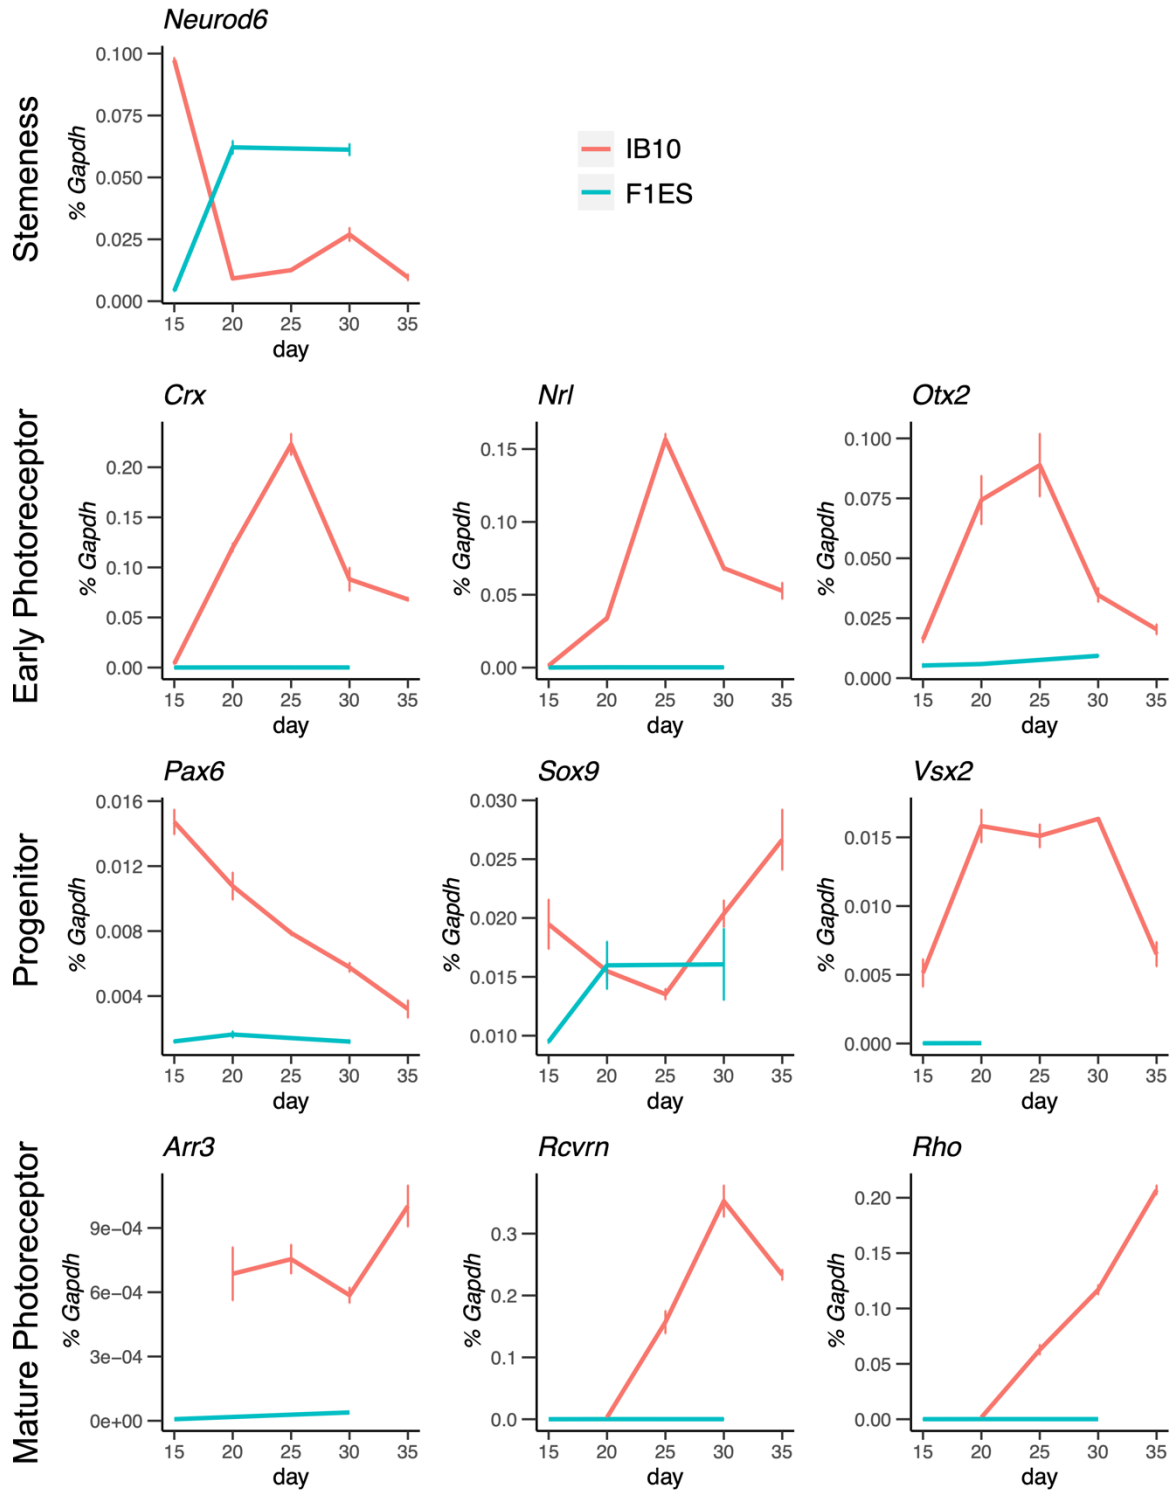 Neurod6
Stemeness
% Gapdh
0.100
0.075
0.050
0.025
0.000
15 20 25 30 35
day
IB10
F1ES
Early Photoreceptor
Crx
% Gapdh
0.20
0.15
0.10
0.05
0.00
15 20 25 30 35
day
Nrl
% Gapdh
0.15
0.10
0.05
0.00
15 20 25 30 35
day
Otx2
% Gapdh
0.100
0.075
0.050
0.025
0.000
15 20 25 30 35
day
Progenitor
Pax6
% Gapdh
0.016
0.012
0.008
0.004
15 20 25 30 35
day
Sox9
% Gapdh
0.030
0.025
0.020
0.015
0.010
15 20 25 30 35
day
Vsx2
% Gapdh
0.015
0.010
0.005
0.000
15 20 25 30 35
day
Mature Photoreceptor
Arr3
% Gapdh
9e−04
6e−04
3e−04
0e+00
15 20 25 30 35
day
Rcvrn
% Gapdh
0.3
0.2
0.1
0.0
15 20 25 30 35
day
Rho
% Gapdh
0.20
0.15
0.10
0.05
0.00
15 20 25 30 35
day